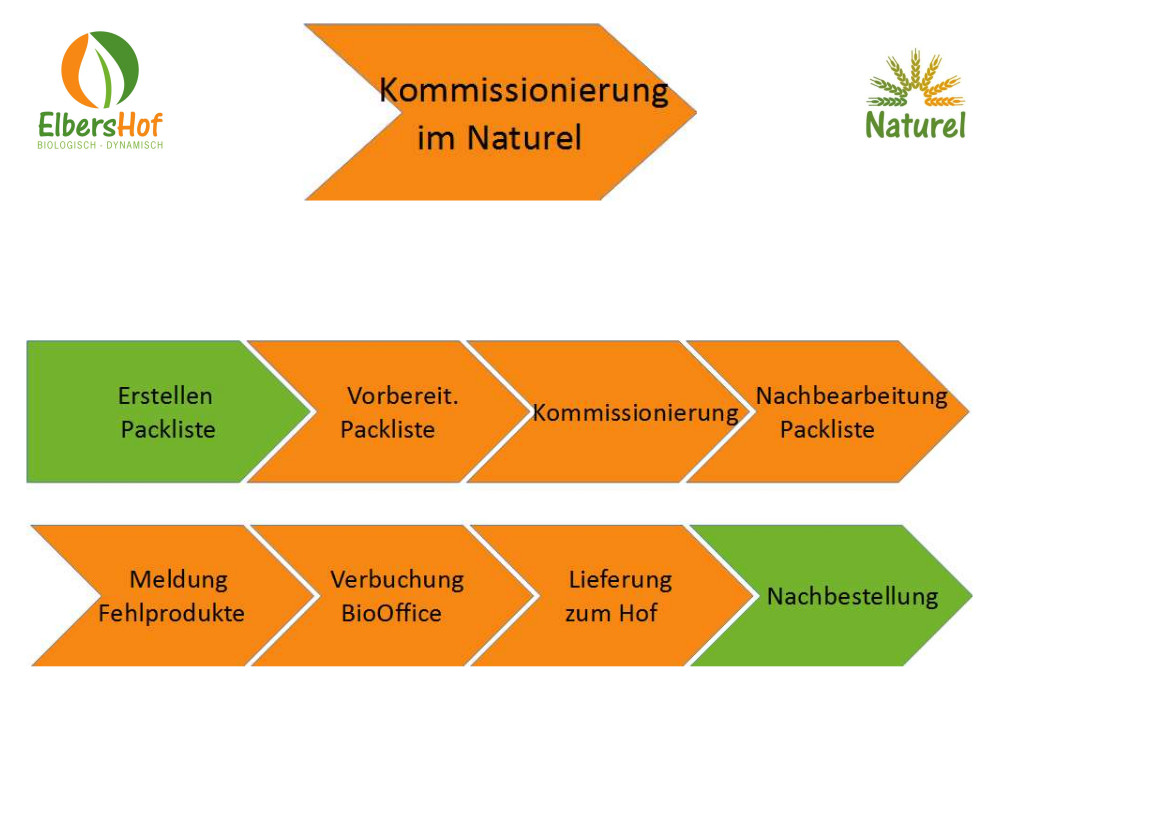 ElbersHof
BIOLOGISCH - DYNAMISCH
Kommissionierung
im Naturel
Naturel
Erstellen
Packliste
Vorbereit.
Packliste
Kommissionierung
Nachbearbeitung
Packliste
Meldung
Fehlprodukte
Verbuchung
BioOffice
Lieferung
zum Hof
Nachbestellung